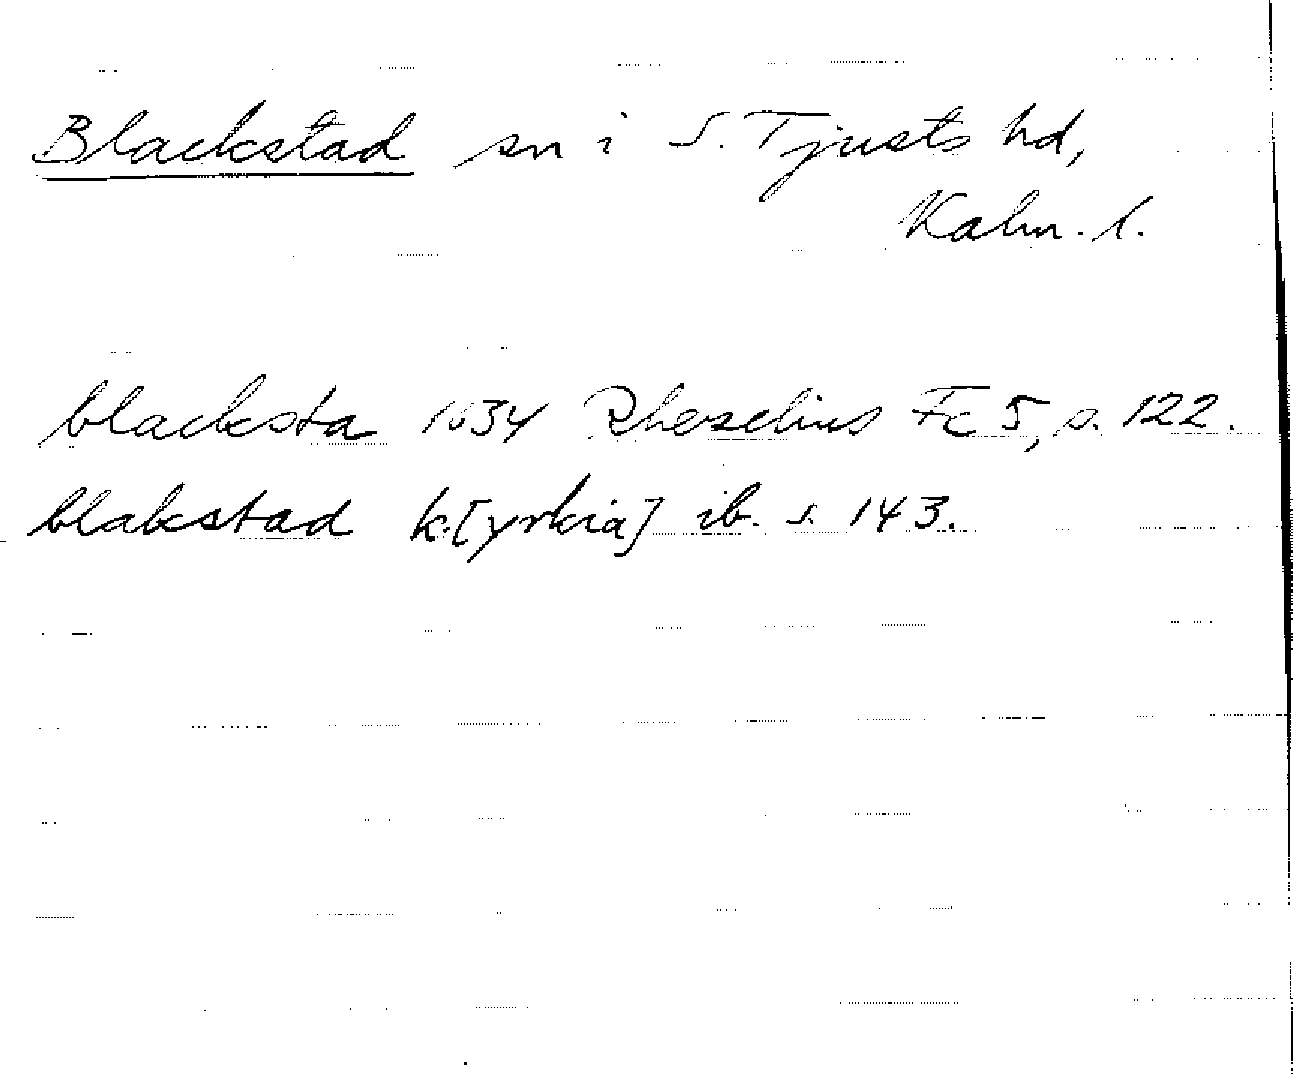 Blackstad sn i S. Tjusts hd,
Kalm. l.
blacksta 1634 Rhezelius Fc 5, s. 122.
blakstad k[yrkia] ib. s. 143.